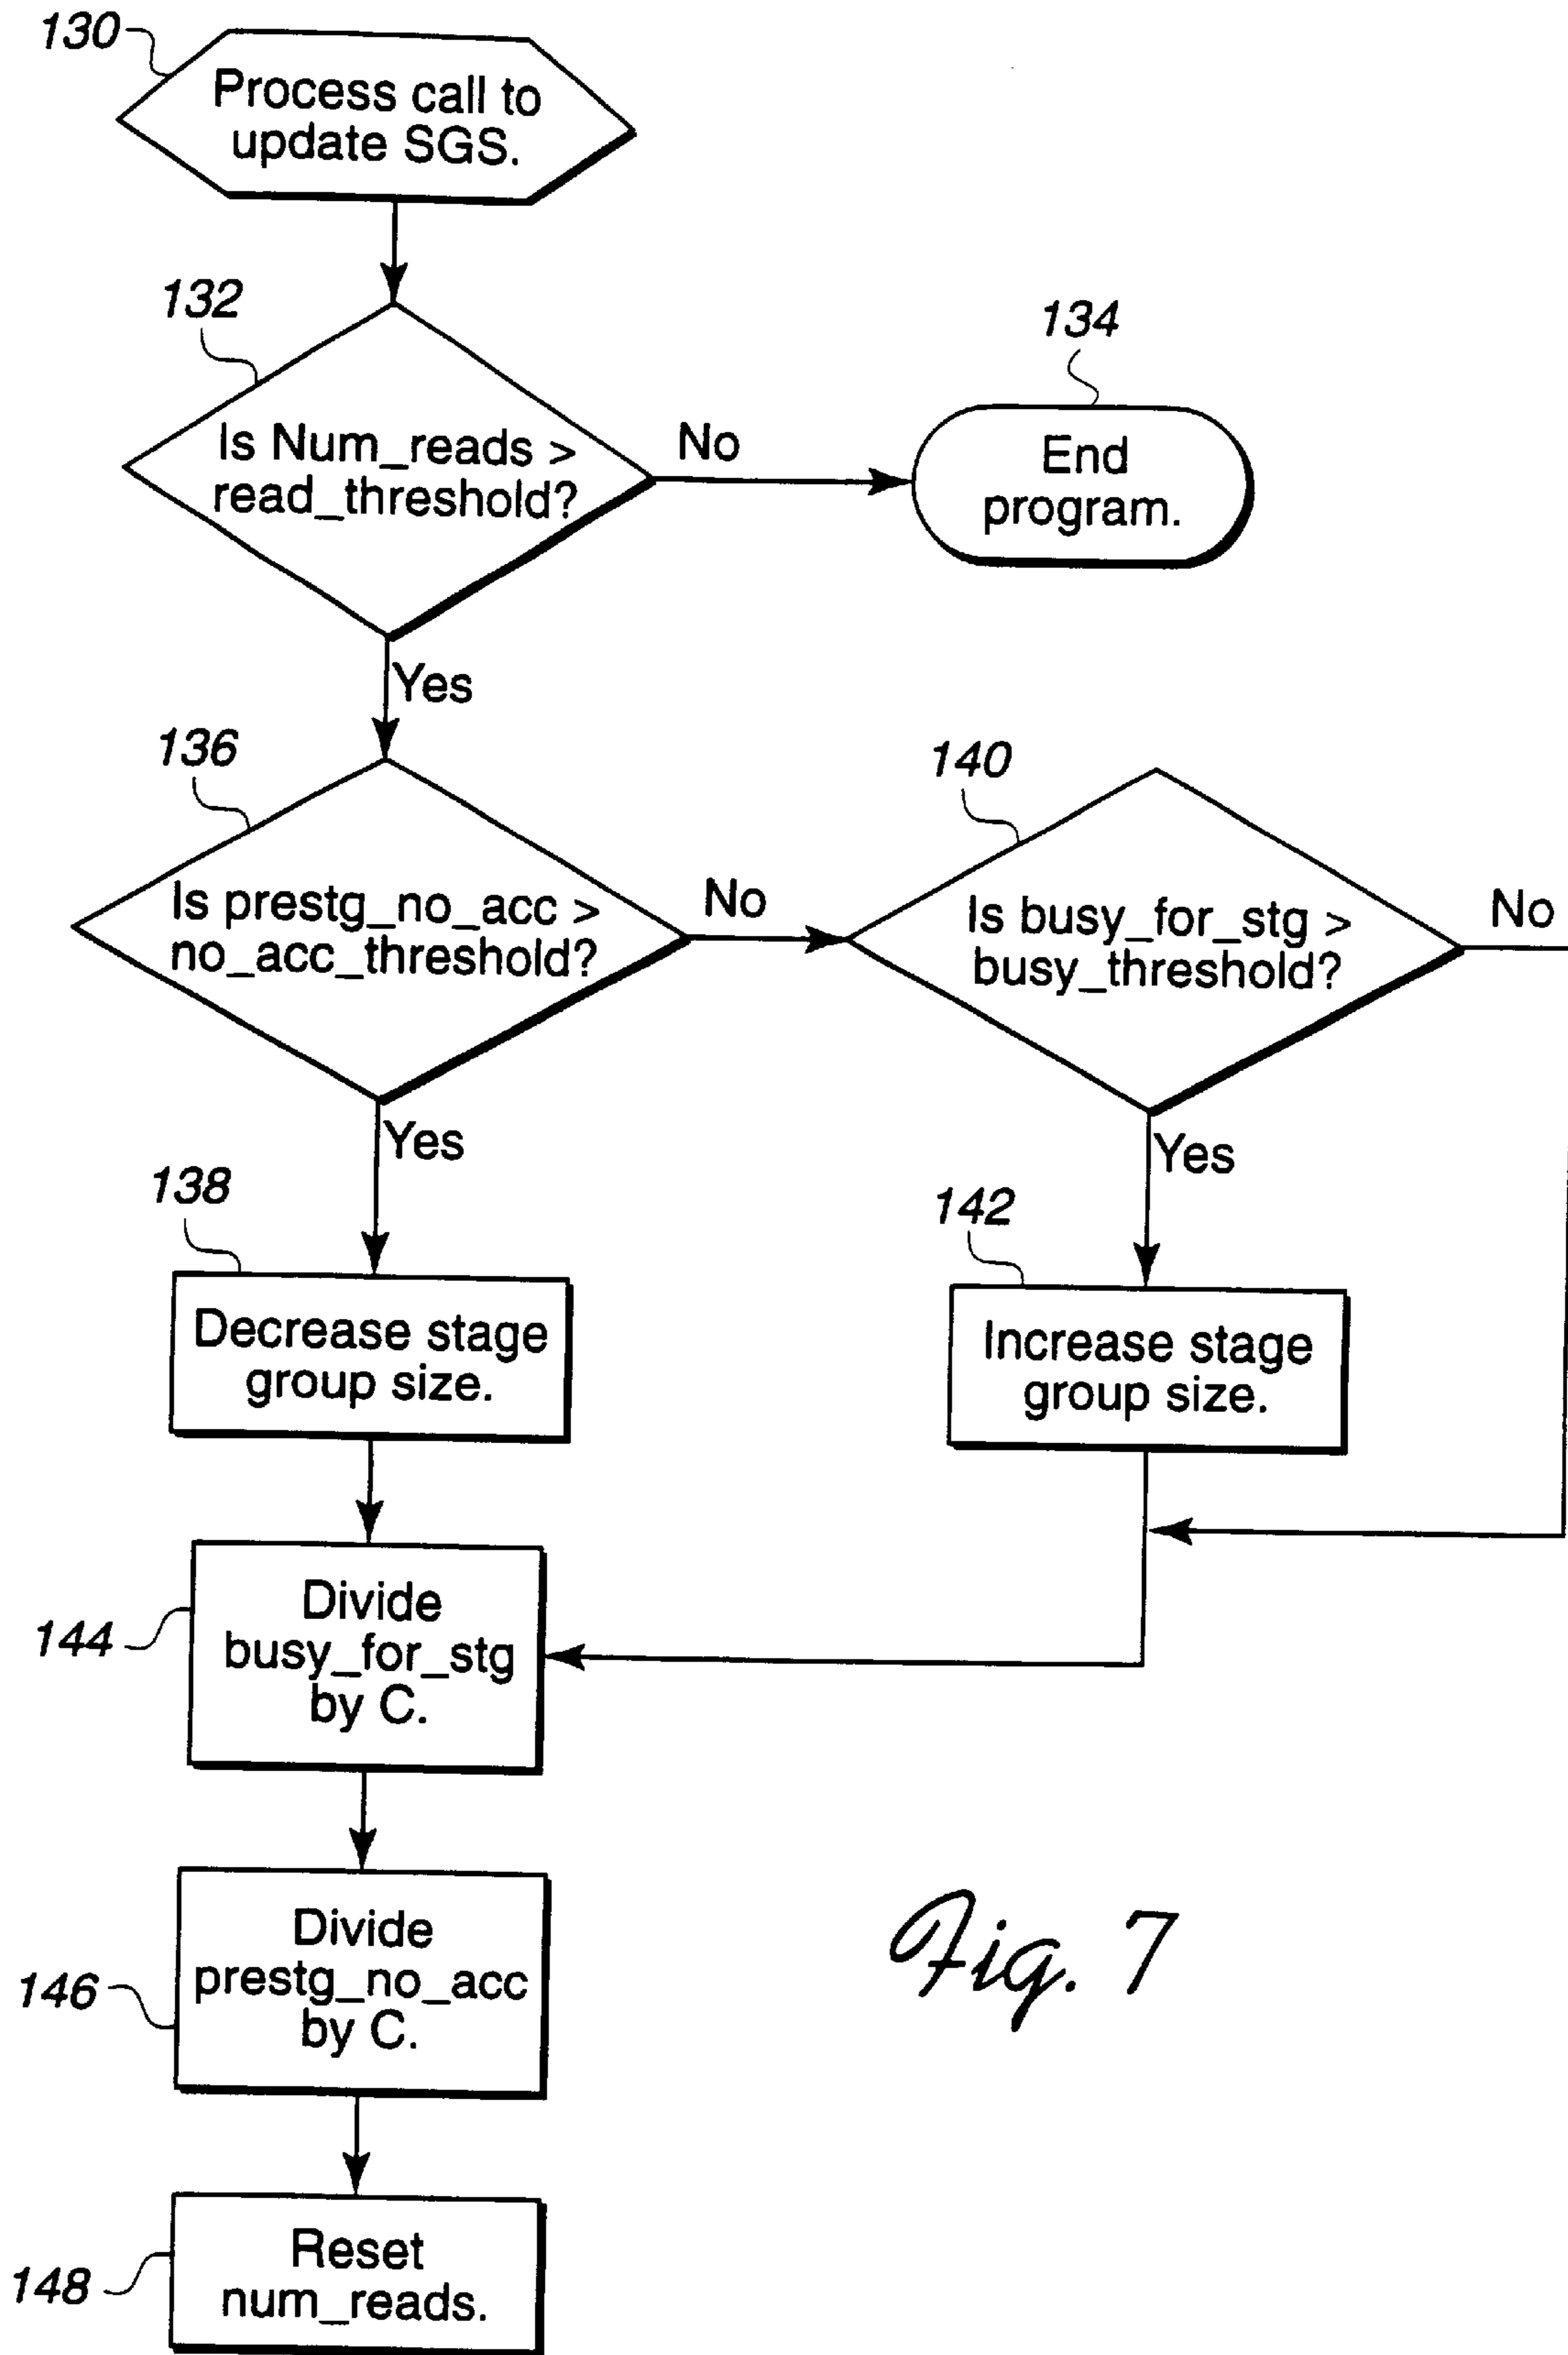 130
Process call to
update SGS.
132
Is Num_reads >
read_threshold?
No
134
End
program.
Yes
136
Is prestg_no_acc >
no_acc_threshold?
No
140
Is busy_for_stg >
busy_threshold?
No
Yes
138
Decrease stage
group size.
Yes
142
Increase stage
group size.
144
Divide
busy_for_stg
by C.
146
Divide
prestg_no_acc
by C.
148
Reset
num_reads.
Fig. 7